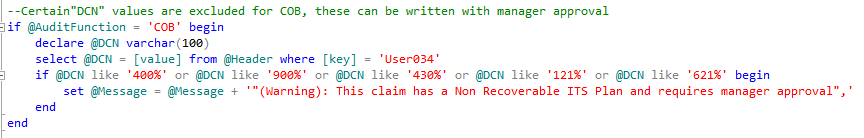 --Certain"DCN" values are excluded for COB, these can be written with manager approval
if @AuditFunction = 'COB' begin
declare @DCN varchar(100)
select @DCN = [value] from @Header where [key] = 'User034'
if @DCN like '400%' or @DCN like '900%' or @DCN like '430%' or @DCN like '121%' or @DCN like '621%' begin
set @Message = @Message + '"(Warning): This claim has a Non Recoverable ITS Plan and requires manager approval",'
end
end